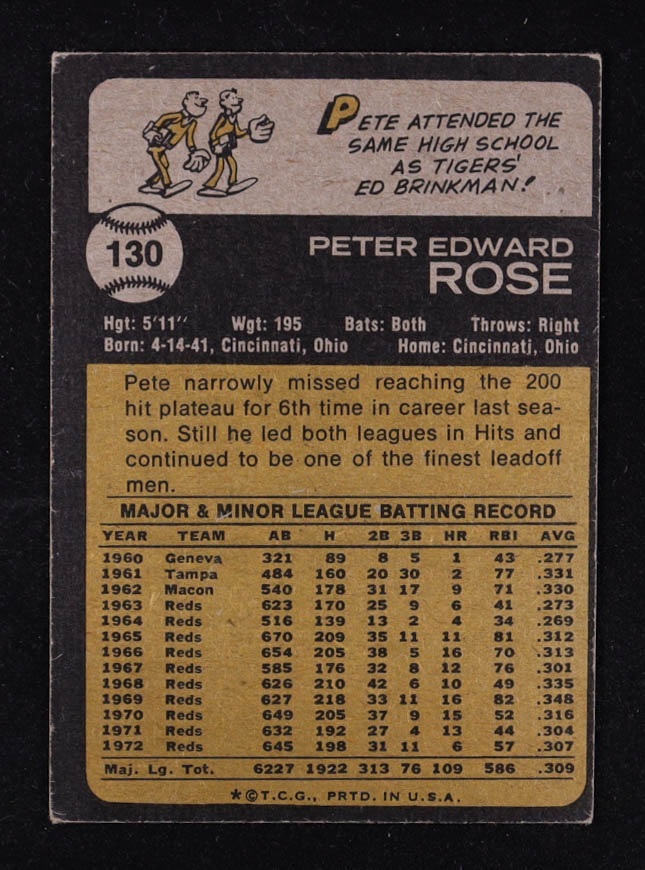 PETE ATTENDED THE
SAME HIGH SCHOOL
AS TIGERS'
ED BRINKMAN!
130
PETER EDWARD
ROSE
Hgt: 5'11" Wgt: 195 Bats: Both Throws: Right
Born: 4-14-41, Cincinnati, Ohio Home: Cincinnati, Ohio
Pete narrowly missed reaching the 200
hit plateau for 6th time in career last sea-
son. Still he led both leagues in Hits and
continued to be one of the finest leadoff
men.
MAJOR & MINOR LEAGUE BATTING RECORD
YEAR TEAM AB H 2B 3B HR RBI AVG
1960 Geneva 321 89 8 5 1 43 .277
1961 Tampa 484 160 20 30 2 77 .331
1962 Macon 540 178 31 17 9 71 .330
1963 Reds 623 170 25 9 6 41 .273
1964 Reds 516 139 13 2 4 34 .269
1965 Reds 670 209 35 11 11 81 .312
1966 Reds 654 205 38 5 16 70 .313
1967 Reds 585 176 32 8 12 76 .301
1968 Reds 626 210 42 6 10 49 .335
1969 Reds 627 218 33 11 16 82 .348
1970 Reds 649 205 37 9 15 52 .316
1971 Reds 632 192 27 4 13 44 .304
1972 Reds 645 198 31 11 6 57 .307
Maj. Lg. Tot. 6227 1922 313 76 109 586 .309
*©T.C.G., PRTD. IN U.S.A.